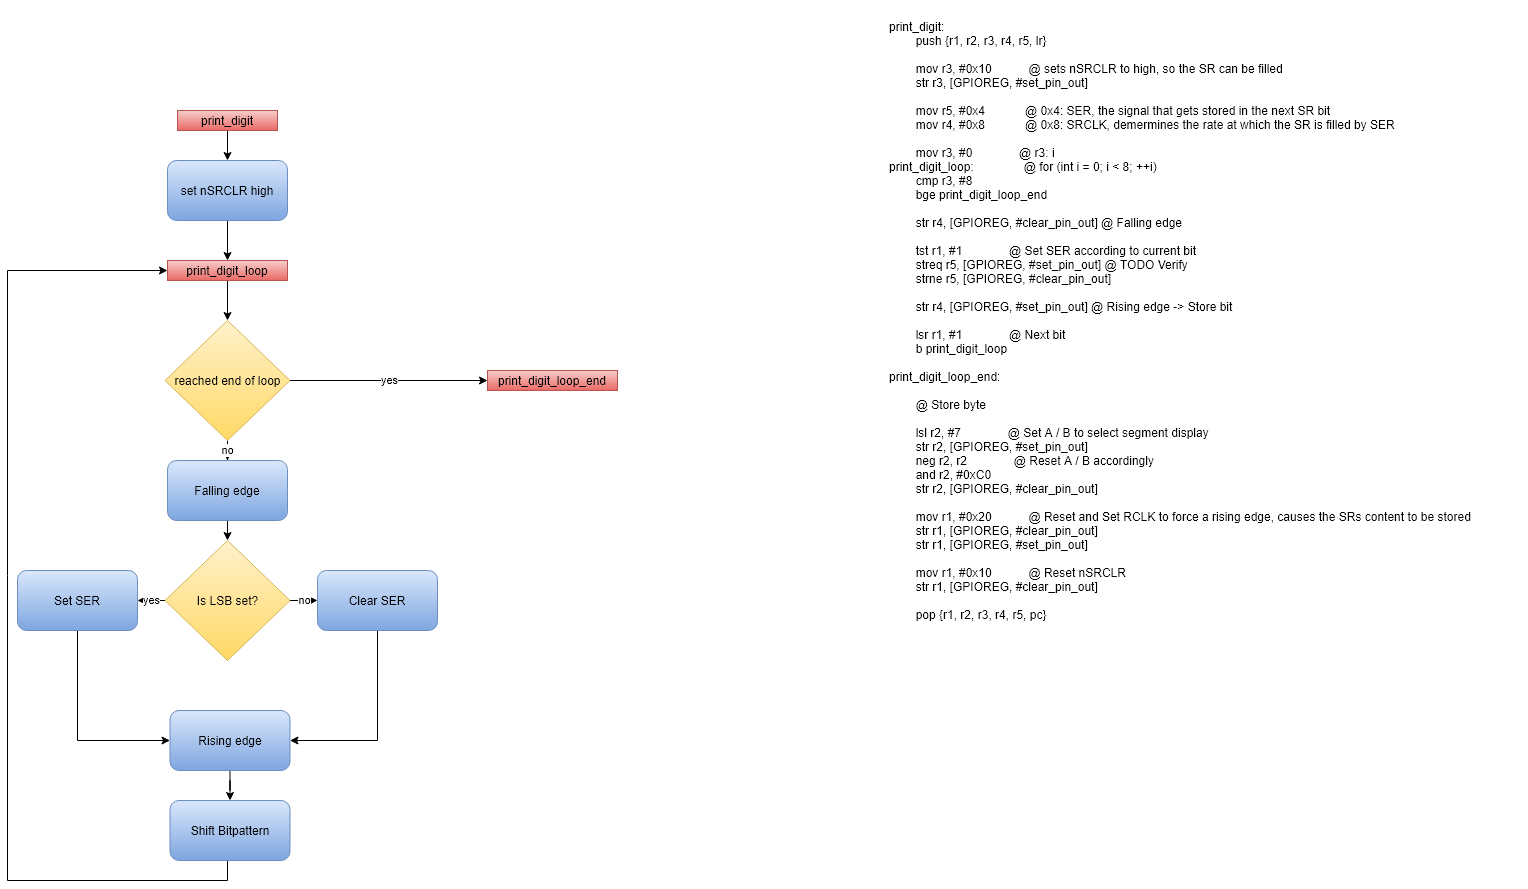 print_digit
set nSRCLR high
print_digit_loop
reached end of loop
yes
print_digit_loop_end
no
Falling edge
Is LSB set?
yes
no
Set SER
Clear SER
Rising edge
Shift Bitpattern
print_digit:
push {r1, r2, r3, r4, r5, lr}
mov r3, #0x10 @ sets nSRCLR to high, so the SR can be filled
str r3, [GPIOREG, #set_pin_out]
mov r5, #0x4 @ 0x4: SER, the signal that gets stored in the next SR bit
mov r4, #0x8 @ 0x8: SRCLK, demermines the rate at which the SR is filled by SER
mov r3, #0 @ r3: i
print_digit_loop: @ for (int i = 0; i < 8; ++i)
cmp r3, #8
bge print_digit_loop_end
str r4, [GPIOREG, #clear_pin_out] @ Falling edge
tst r1, #1 @ Set SER according to current bit
streq r5, [GPIOREG, #set_pin_out] @ TODO Verify
strne r5, [GPIOREG, #clear_pin_out]
str r4, [GPIOREG, #set_pin_out] @ Rising edge -> Store bit
lsr r1, #1 @ Next bit
b print_digit_loop
print_digit_loop_end:
@ Store byte
lsl r2, #7 @ Set A / B to select segment display
str r2, [GPIOREG, #set_pin_out]
neg r2, r2 @ Reset A / B accordingly
and r2, #0xC0
str r2, [GPIOREG, #clear_pin_out]
mov r1, #0x20 @ Reset and Set RCLK to force a rising edge, causes the SRs content to be stored
str r1, [GPIOREG, #clear_pin_out]
str r1, [GPIOREG, #set_pin_out]
mov r1, #0x10 @ Reset nSRCLR
str r1, [GPIOREG, #clear_pin_out]
pop {r1, r2, r3, r4, r5, pc}